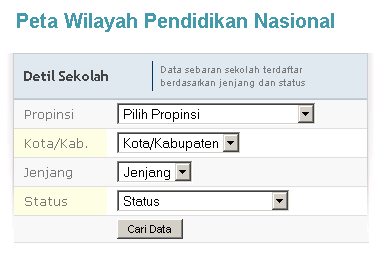 Peta Wilayah Pendidikan Nasional
Detil Sekolah
Data sebaran sekolah terdaftar
berdasarkan jenjang dan status
Propinsi Pilih Propinsi
Kota/Kab. Kota/Kabupaten
Jenjang Jenjang
Status Status
Cari Data